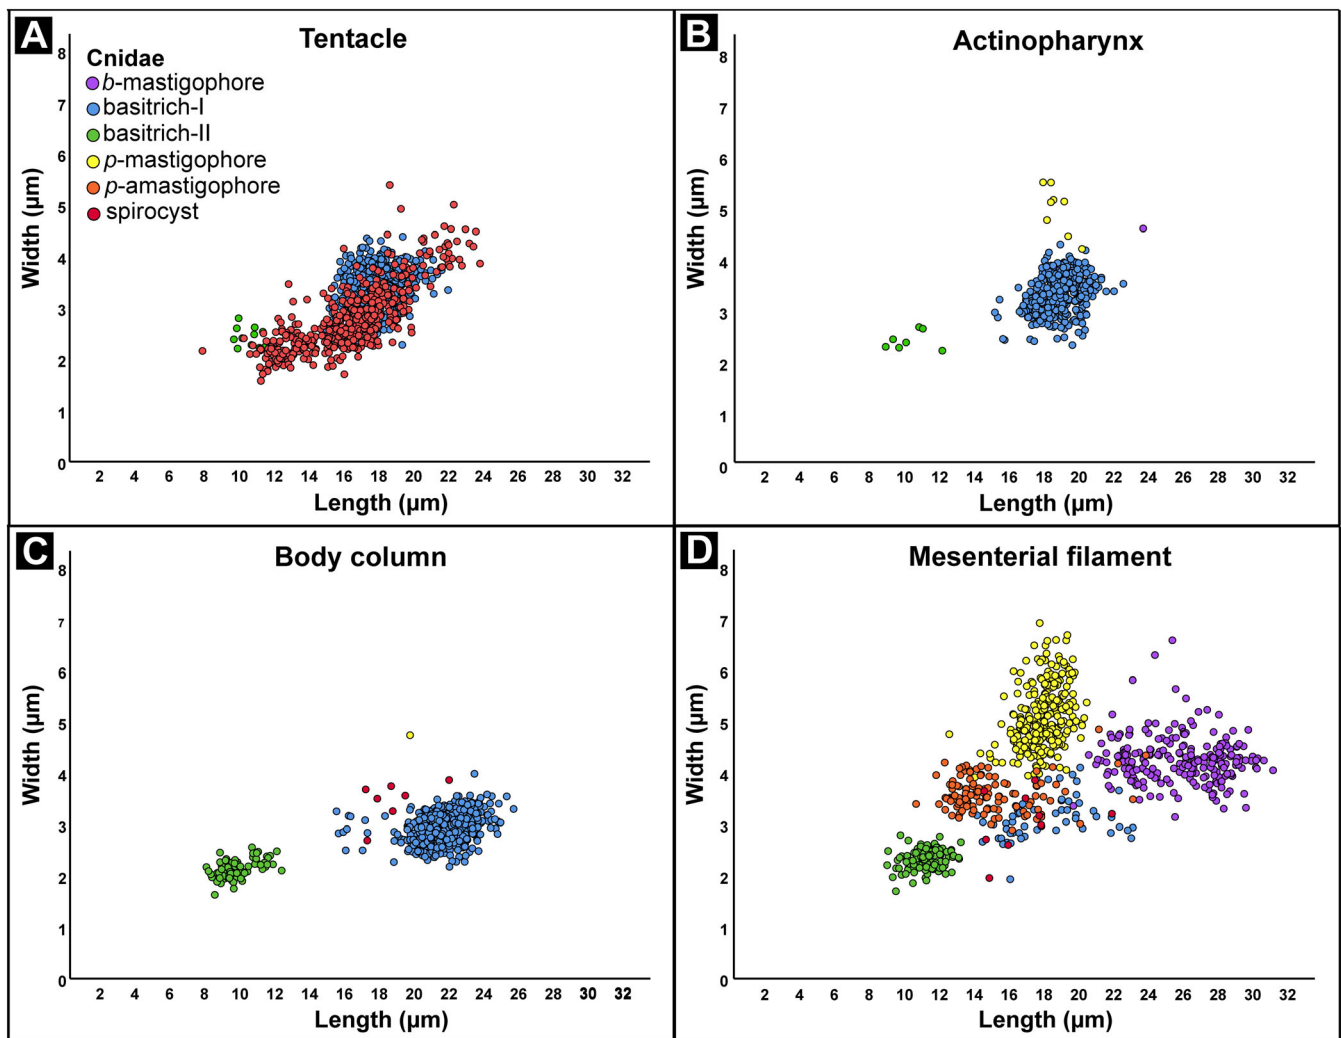 A
Tentacle
Cnidae
b-mastigophore
basitrich-I
basitrich-II
p-mastigophore
p-amastigophore
spirocyst
8
7
6
5
4
3
2
1
0
Width (µm)
2 4 6 8 10 12 14 16 18 20 22 24 26 28 30 32
Length (µm)
B
Actinopharynx
8
7
6
5
4
3
2
1
0
Width (µm)
2 4 6 8 10 12 14 16 18 20 22 24 26 28 30 32
Length (µm)
C
Body column
8
7
6
5
4
3
2
1
0
Width (µm)
2 4 6 8 10 12 14 16 18 20 22 24 26 28 30 32
Length (µm)
D
Mesenterial filament
8
7
6
5
4
3
2
1
0
Width (µm)
2 4 6 8 10 12 14 16 18 20 22 24 26 28 30 32
Length (µm)